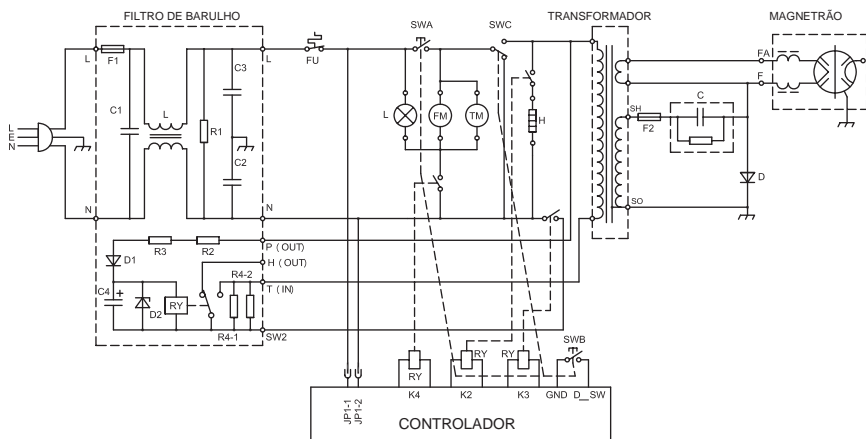 FILTRO DE BARULHO
SWA
SWC
TRANSFORMADOR
MAGNETRÃO
L
F1
L
FU
FA
F
C3
C1
L
R1
L
FM
TM
H
SH
F2
C
L
E
N
C2
D
N
N
SO
R3
R2
P ( OUT)
D1
H ( OUT)
R4-2
T ( IN)
C4
+
D2
RY
R4-1
SW2
SWB
RY
RY
RY
K4
K2
K3
GND
D__SW
JP1-1
JP1-2
CONTROLADOR